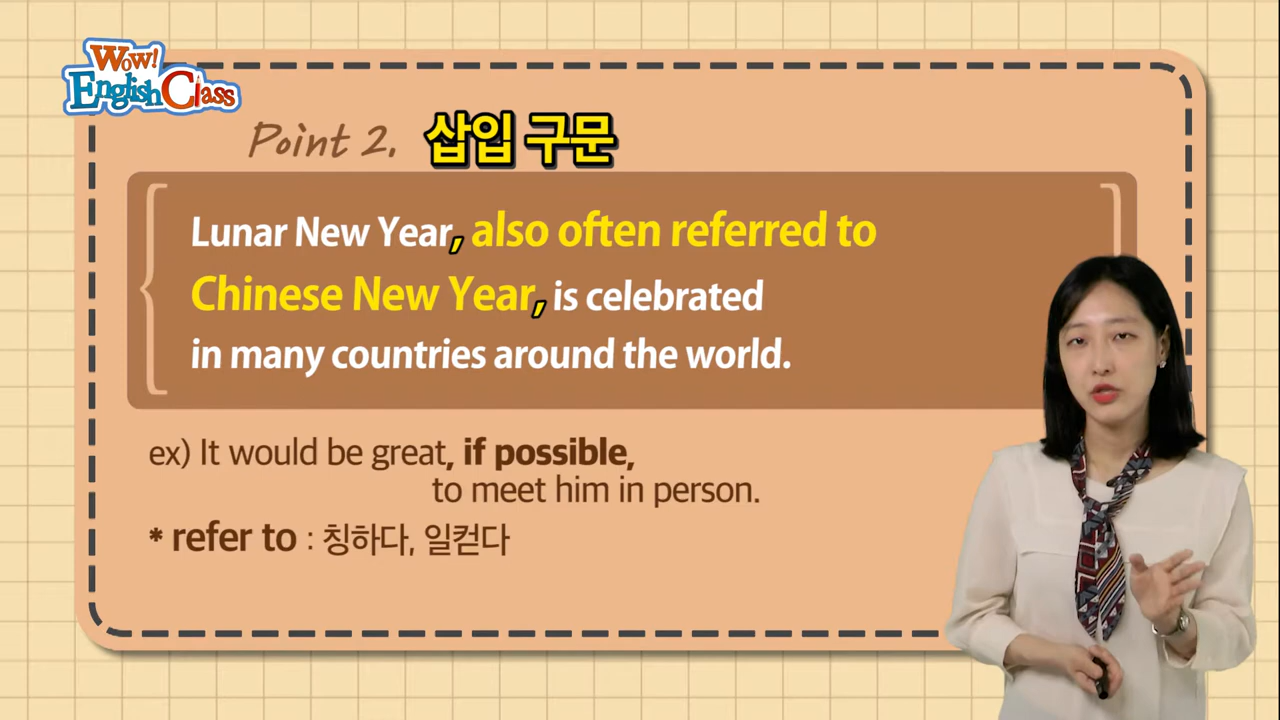 Wow!
English Class
Point 2. 삽입 구문
Lunar New Year, also often referred to
Chinese New Year, is celebrated
in many countries around the world.
ex) It would be great, if possible,
to meet him in person.
* refer to : 칭하다, 일컫다